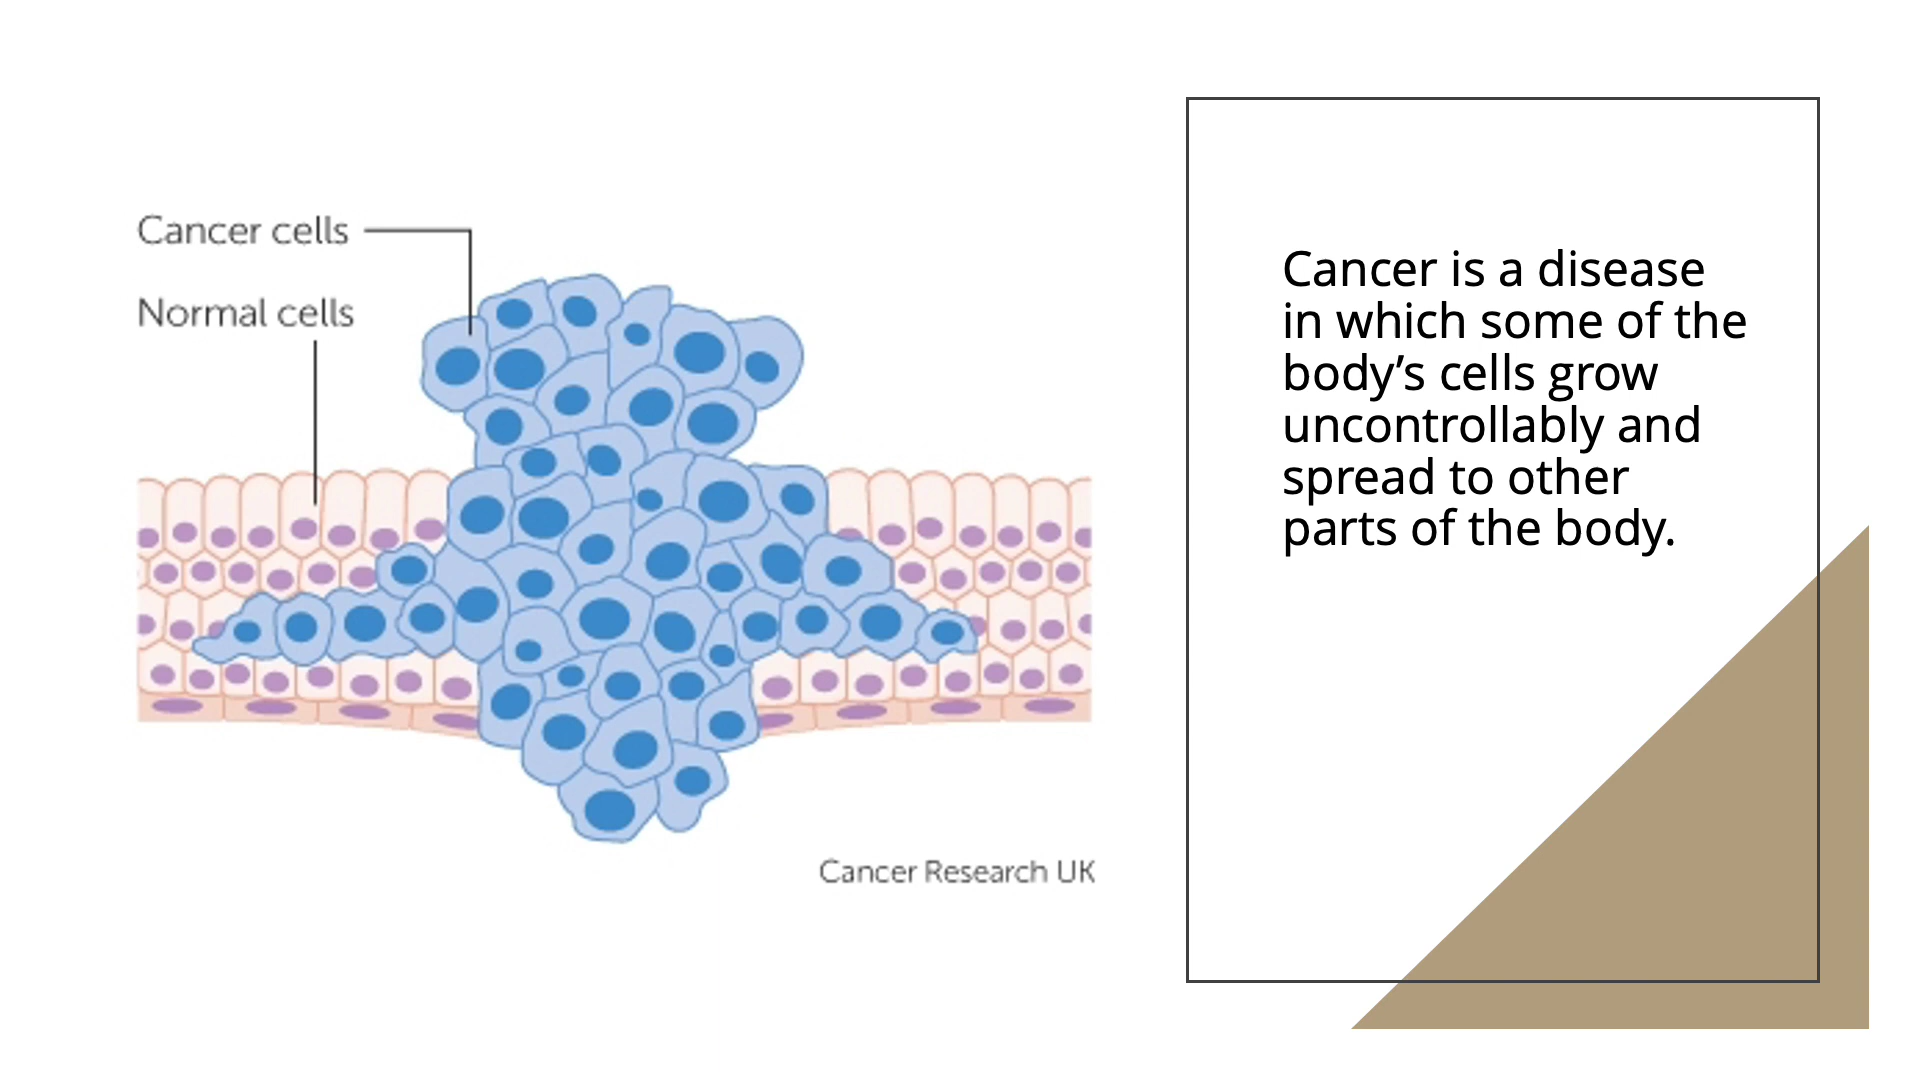 Cancer cells
Normal cells
Cancer Research UK
Cancer is a disease
in which some of the
body’s cells grow
uncontrollably and
spread to other
parts of the body.